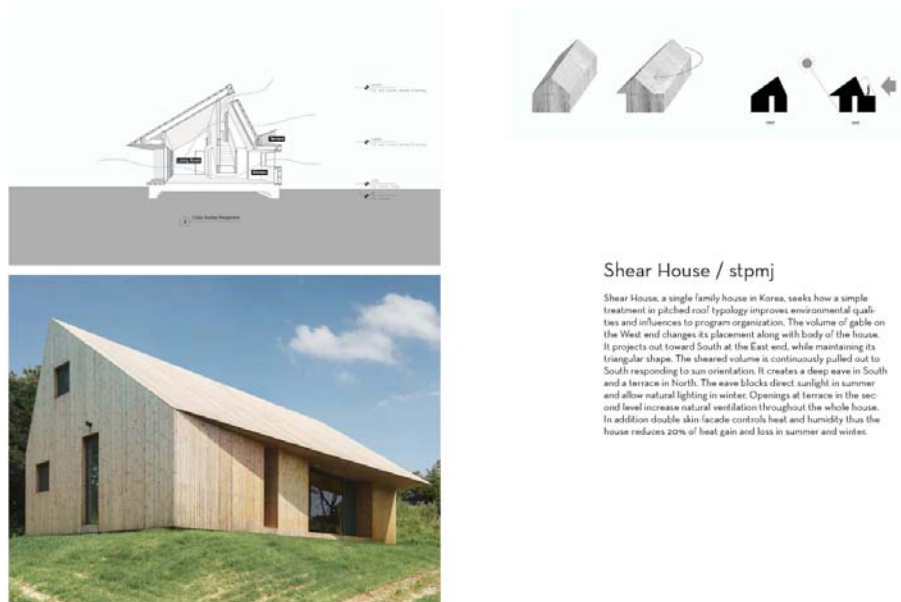 Terrace
Living Room
Kitchen
Cross Section Perspective
Shear House / stpmj
Shear House, a single family house in Korea, seeks how a simple
treatment in pitched roof typology improves environmental quali-
ties and influences to program organization. The volume of gable on
the West end changes its placement along with body of the house.
It projects out toward South at the East end, while maintaining its
triangular shape. The sheared volume is continuously pulled out to
South responding to sun orientation. It creates a deep eave in South
and a terrace in North. The eave blocks direct sunlight in summer
and allow natural lighting in winter. Openings at terrace in the sec-
ond level increase natural ventilation throughout the whole house.
In addition double skin-facade controls heat and humidity thus the
house reduces 20% of heat gain and loss in summer and winter.